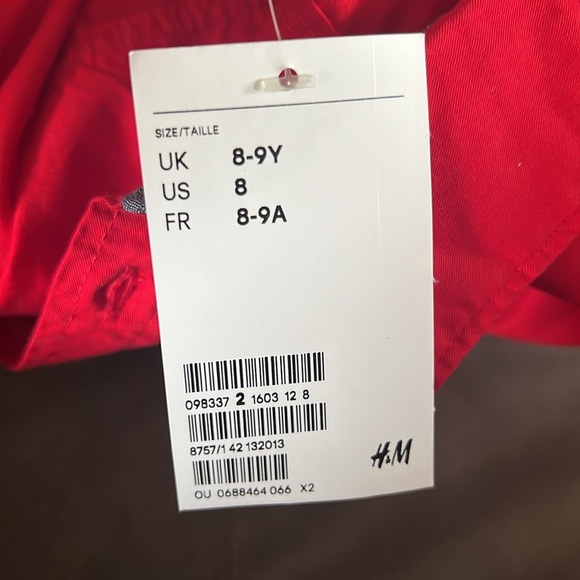 SIZE/TAILLE
UK 8-9Y
US 8
FR 8-9A
098337 2 1603 12 8
8757/1 42 132013
H&M
OU 0688464 066 X2